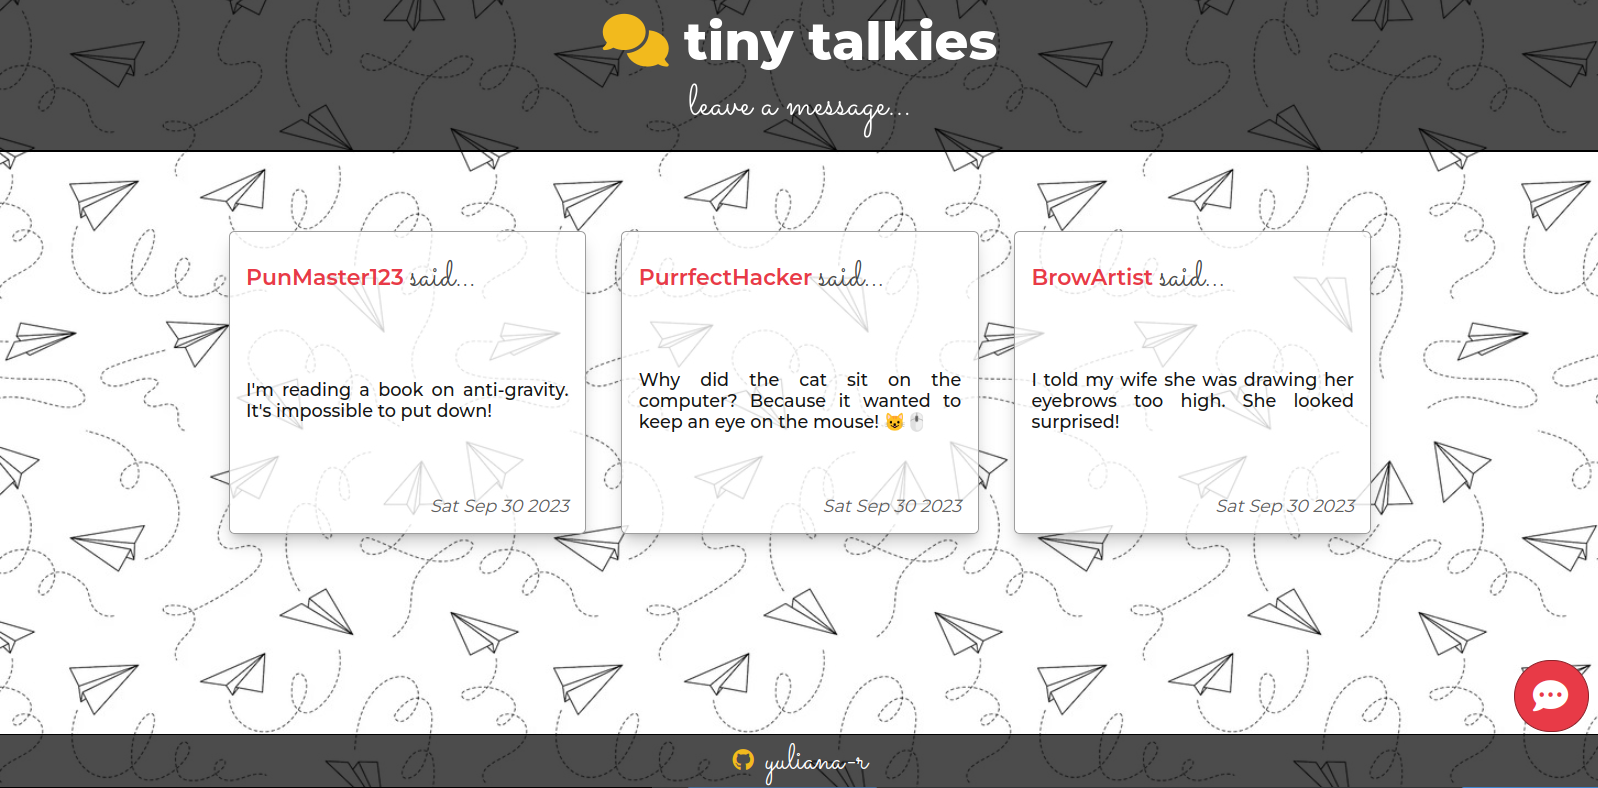 tiny talkies
leave a message...
PunMaster123 said...
I'm reading a book on anti-gravity.
It's impossible to put down!
Sat Sep 30 2023
PurrfectHacker said...
Why did the cat sit on the
computer? Because it wanted to
keep an eye on the mouse! 😺🖱️
Sat Sep 30 2023
BrowArtist said...
I told my wife she was drawing her
eyebrows too high. She looked
surprised!
Sat Sep 30 2023
yuliana-r